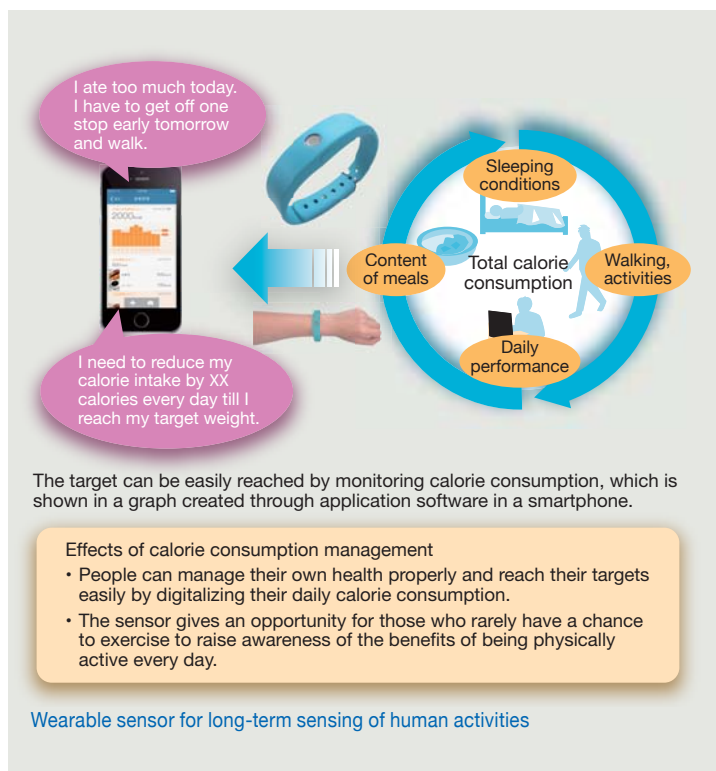 I ate too much today.
I have to get off one
stop early tomorrow
and walk.
2000
I need to reduce my
calorie intake by XX
calories every day till I
reach my target weight.
Sleeping
conditions
Content
of meals
Total calorie
consumption
Walking,
activities
Daily
performance
The target can be easily reached by monitoring calorie consumption, which is
shown in a graph created through application software in a smartphone.
Effects of calorie consumption management
• People can manage their own health properly and reach their targets
easily by digitalizing their daily calorie consumption.
• The sensor gives an opportunity for those who rarely have a chance
to exercise to raise awareness of the benefits of being physically
active every day.
Wearable sensor for long-term sensing of human activities